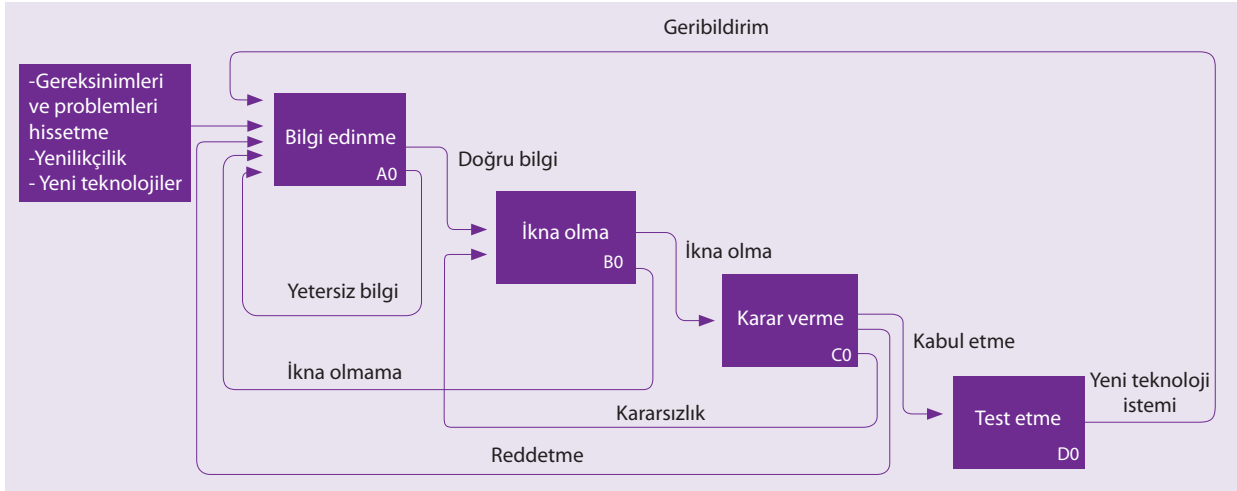 Geribildirim
-Gereksinimleri
ve problemleri
hissetme
-Yenilikçilik
- Yeni teknolojiler
Bilgi edinme
A0
Doğru bilgi
İkna olma
B0
Yetersiz bilgi
İkna olma
Karar verme
C0
İkna olmama
Kabul etme
Kararsızlık
Yeni teknoloji
istemi
Test etme
D0
Reddetme